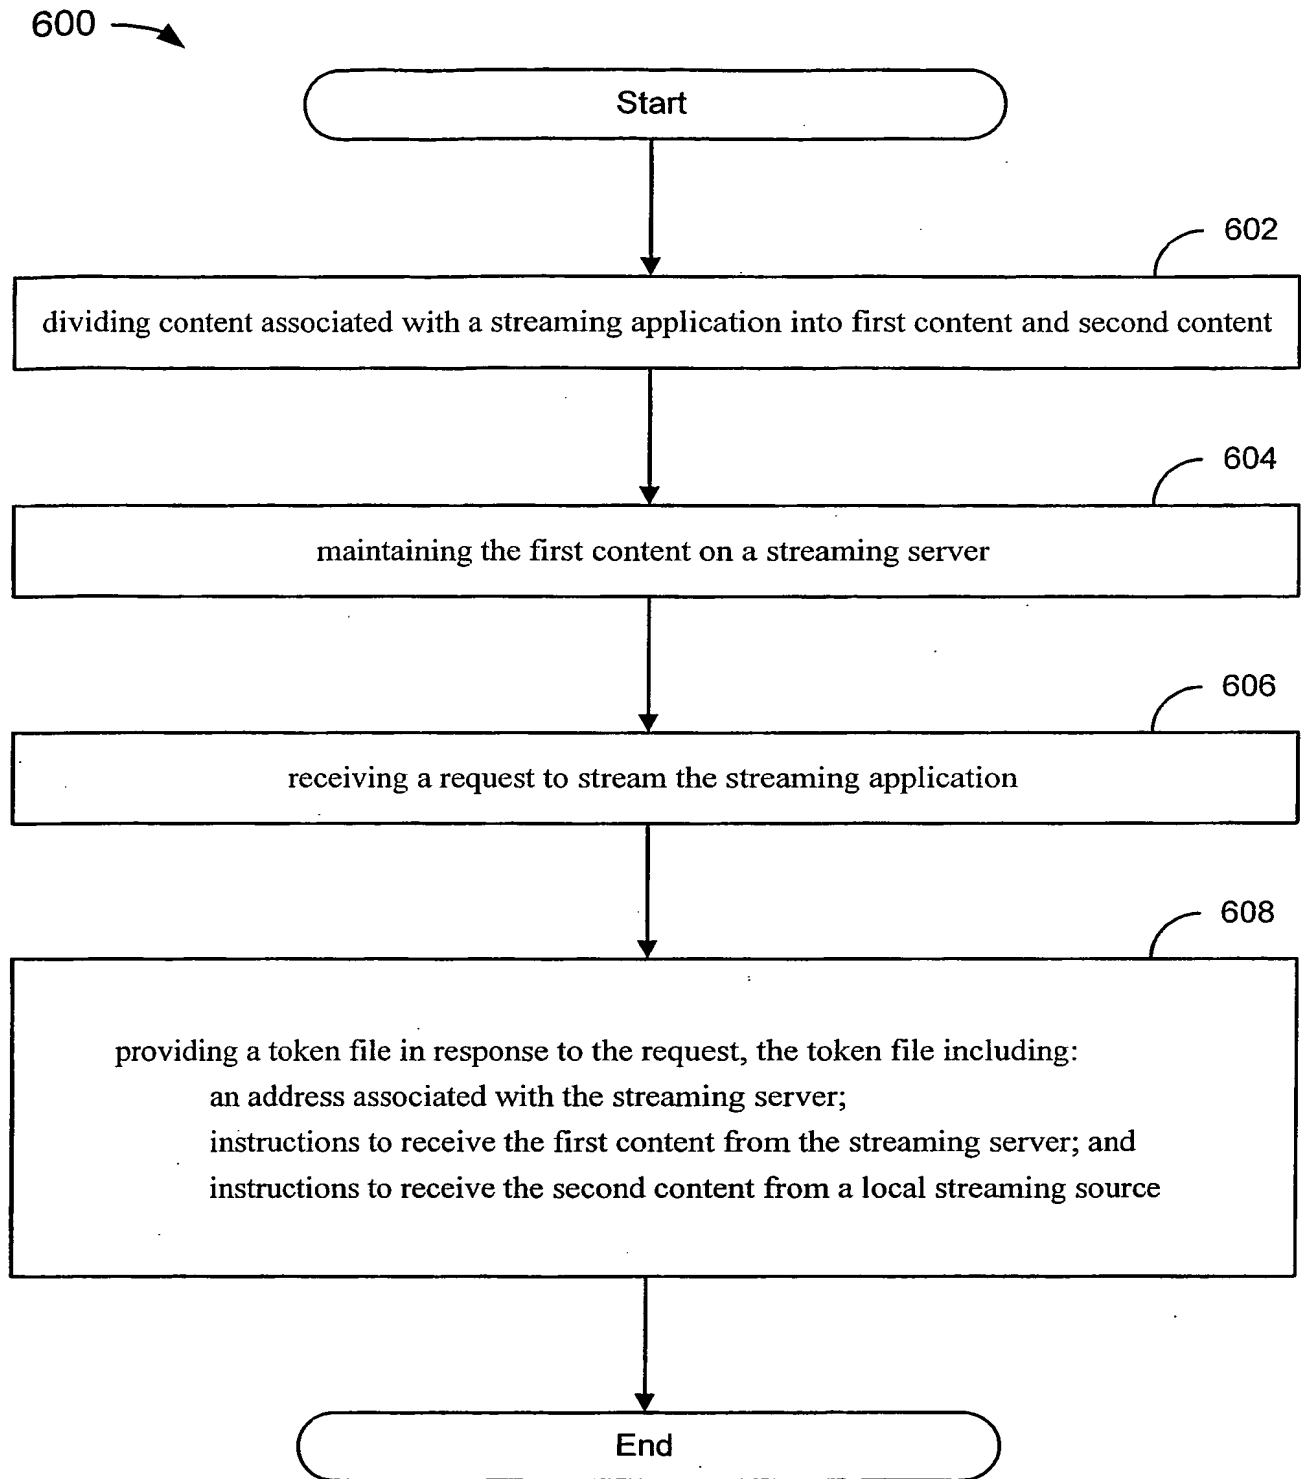 600
Start
602
dividing content associated with a streaming application into first content and second content
604
maintaining the first content on a streaming server
606
receiving a request to stream the streaming application
608
providing a token file in response to the request, the token file including:
an address associated with the streaming server;
instructions to receive the first content from the streaming server; and
instructions to receive the second content from a local streaming source
End